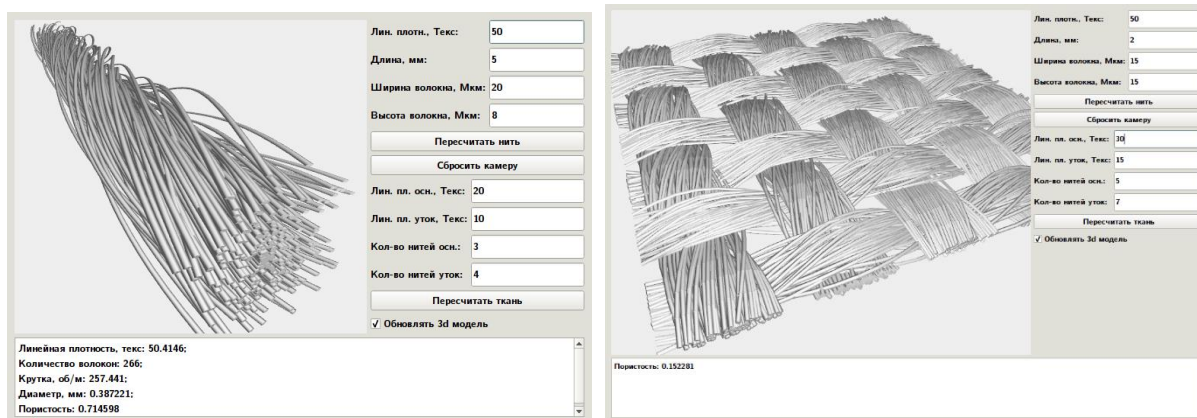 Лин. плотн., Текс: 50
Длина, мм: 5
Ширина волокна, Мкм: 20
Высота волокна, Мкм: 8
Пересчитать нить
Сбросить камеру
Лин. пл. осн., Текс: 20
Лин. пл. уток, Текс: 10
Кол-во нитей осн.: 3
Кол-во нитей уток: 4
Пересчитать ткань
Обновлять 3d модель
Линейная плотность, текс: 50.4146;
Количество волокон: 266;
Крутка, об/м: 257.441;
Диаметр, мм: 0.387221;
Пористость: 0.714598
Лин. плотн., Текс: 50
Длина, мм: 2
Ширина волокна, Мкм: 15
Высота волокна, Мкм: 15
Пересчитать нить
Сбросить камеру
Лин. пл. осн., Текс: 30
Лин. пл. уток, Текс: 15
Кол-во нитей осн.: 5
Кол-во нитей уток: 7
Пересчитать ткань
Обновлять 3d модель
Пористость: 0.152281